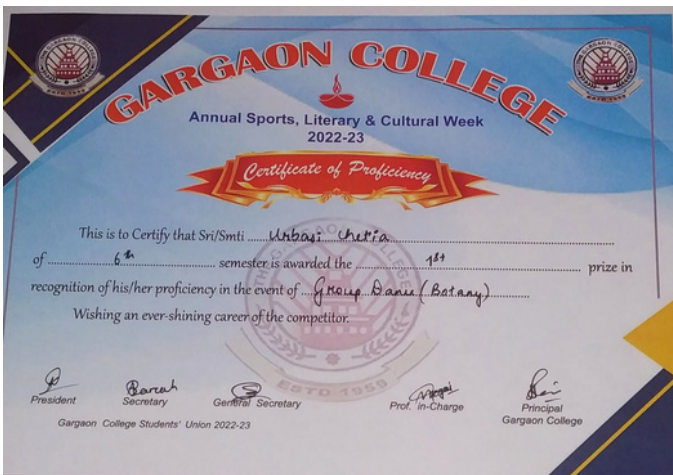 GARGAON COLLEGE
Annual Sports, Literary & Cultural Week
2022-23
Certificate of Proficiency
This is to Certify that Sri/Smti Urbasi Chetia
of 6th semester is awarded the 1st prize in
recognition of his/her proficiency in the event of Group Dance (Botany)
Wishing an ever-shining career of the competitor.
ESTD 1959
President
Secretary
General Secretary
Prof. in-Charge
Principal
Gargaon College
Gargaon College Students' Union 2022-23